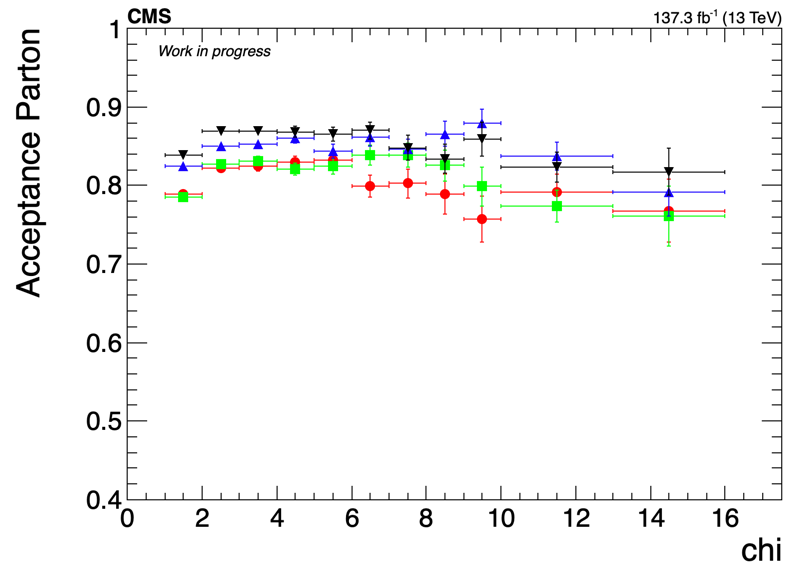 CMS 137.3 fb⁻¹ (13 TeV)
Work in progress
Acceptance Parton
1
0.9
0.8
0.7
0.6
0.5
0.4
0 2 4 6 8 10 12 14 16
chi